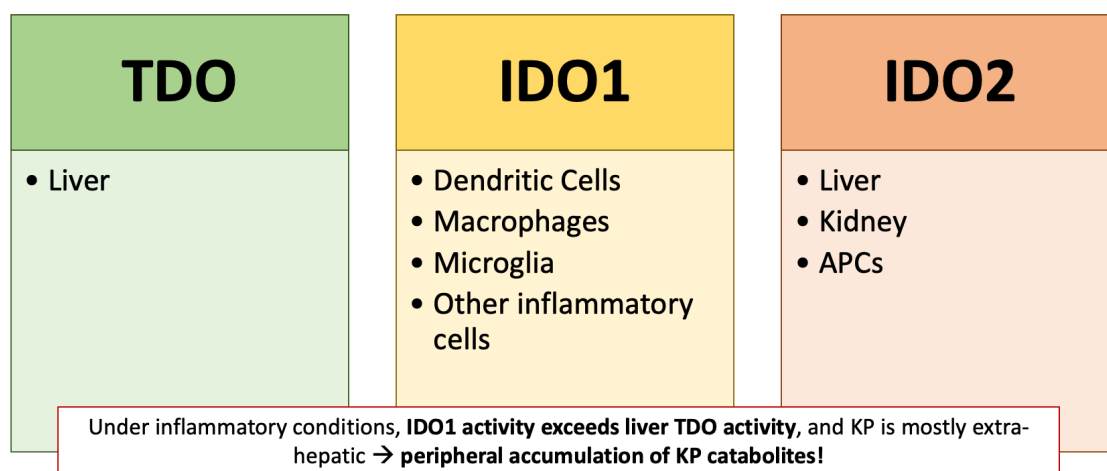 TDO
• Liver
IDO1
• Dendritic Cells
• Macrophages
• Microglia
• Other inflammatory
cells
IDO2
• Liver
• Kidney
• APCs
Under inflammatory conditions, IDO1 activity exceeds liver TDO activity, and KP is mostly extra-
hepatic → peripheral accumulation of KP catabolites!